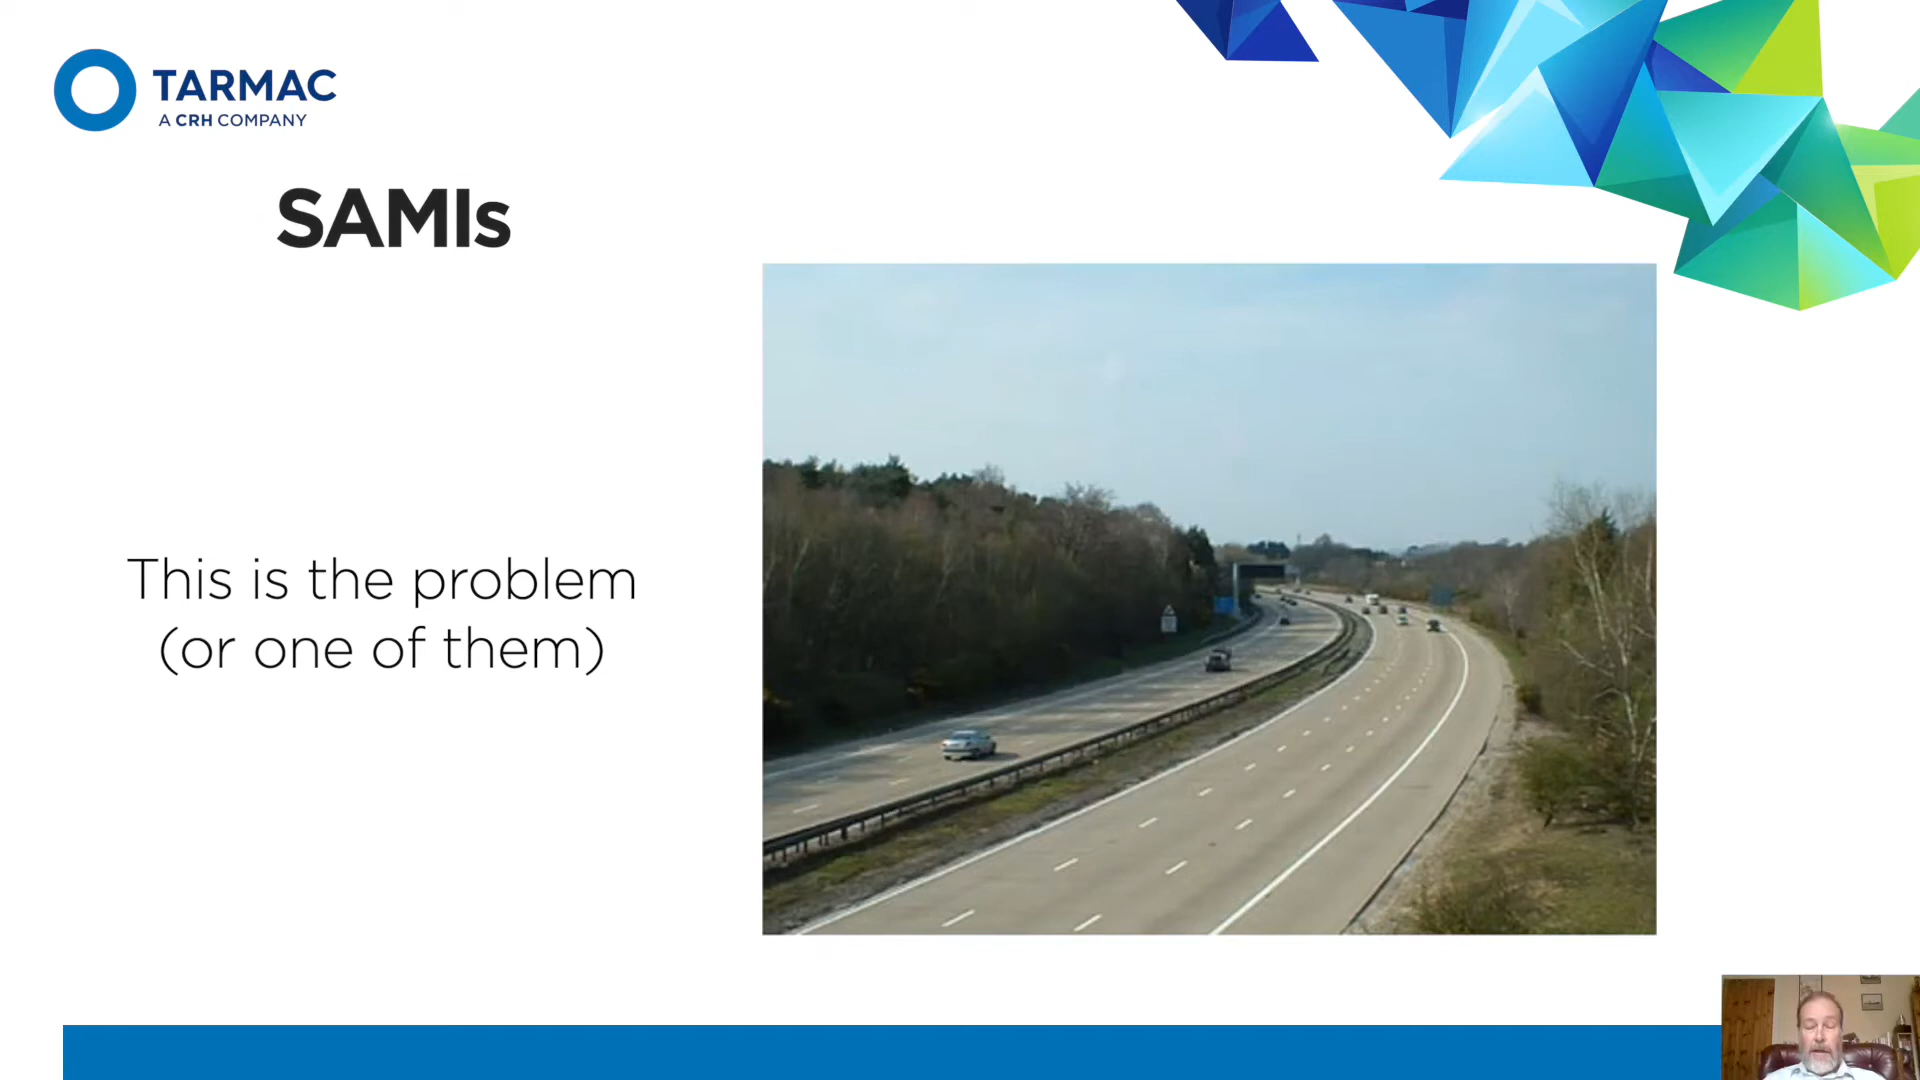 TARMAC
A CRH COMPANY
SAMIs
This is the problem
(or one of them)